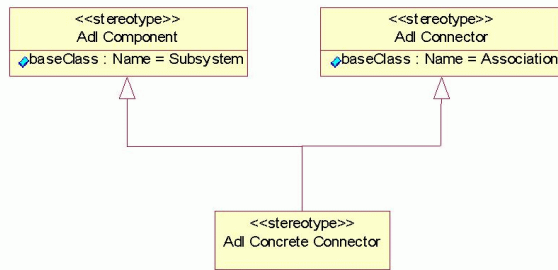 <<stereotype>>
Adl Component
baseClass : Name = Subsystem
<<stereotype>>
Adl Connector
baseClass : Name = Association
<<stereotype>>
Adl Concrete Connector